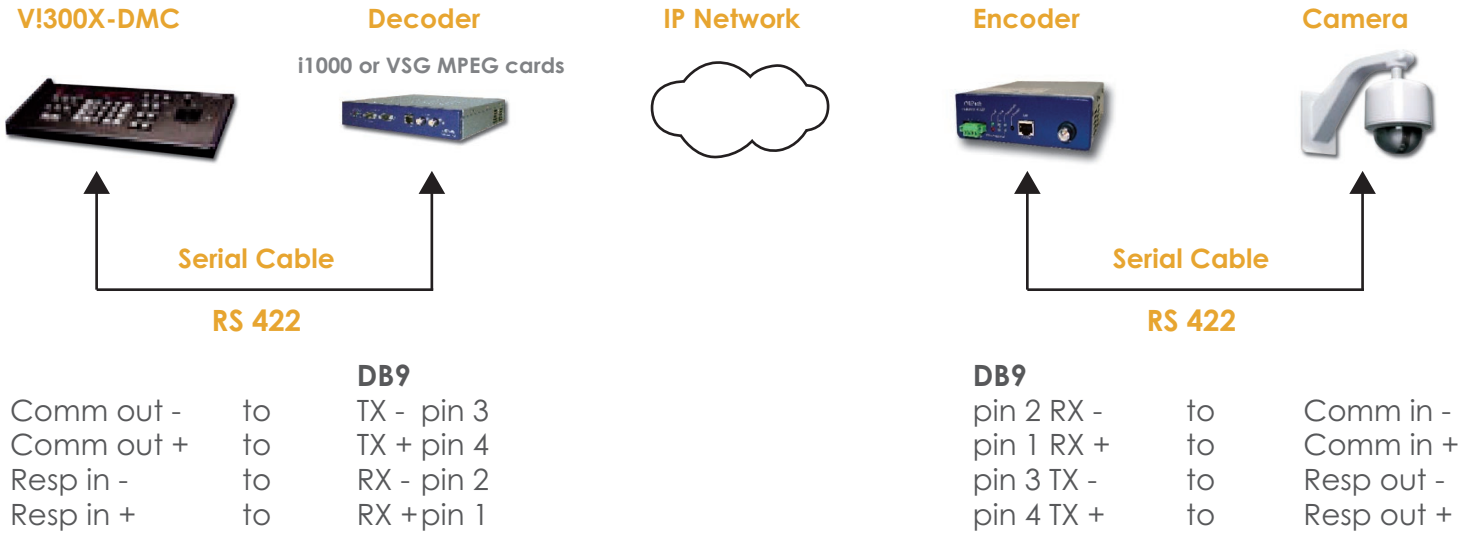 V!300X-DMC Decoder IP Network Encoder Camera
i1000 or VSG MPEG cards
Serial Cable Serial Cable
RS 422 RS 422
DB9 DB9
Comm out - to TX - pin 3 pin 2 RX - to Comm in -
Comm out + to TX + pin 4 pin 1 RX + to Comm in +
Resp in - to RX - pin 2 pin 3 TX - to Resp out -
Resp in + to RX +pin 1 pin 4 TX + to Resp out +